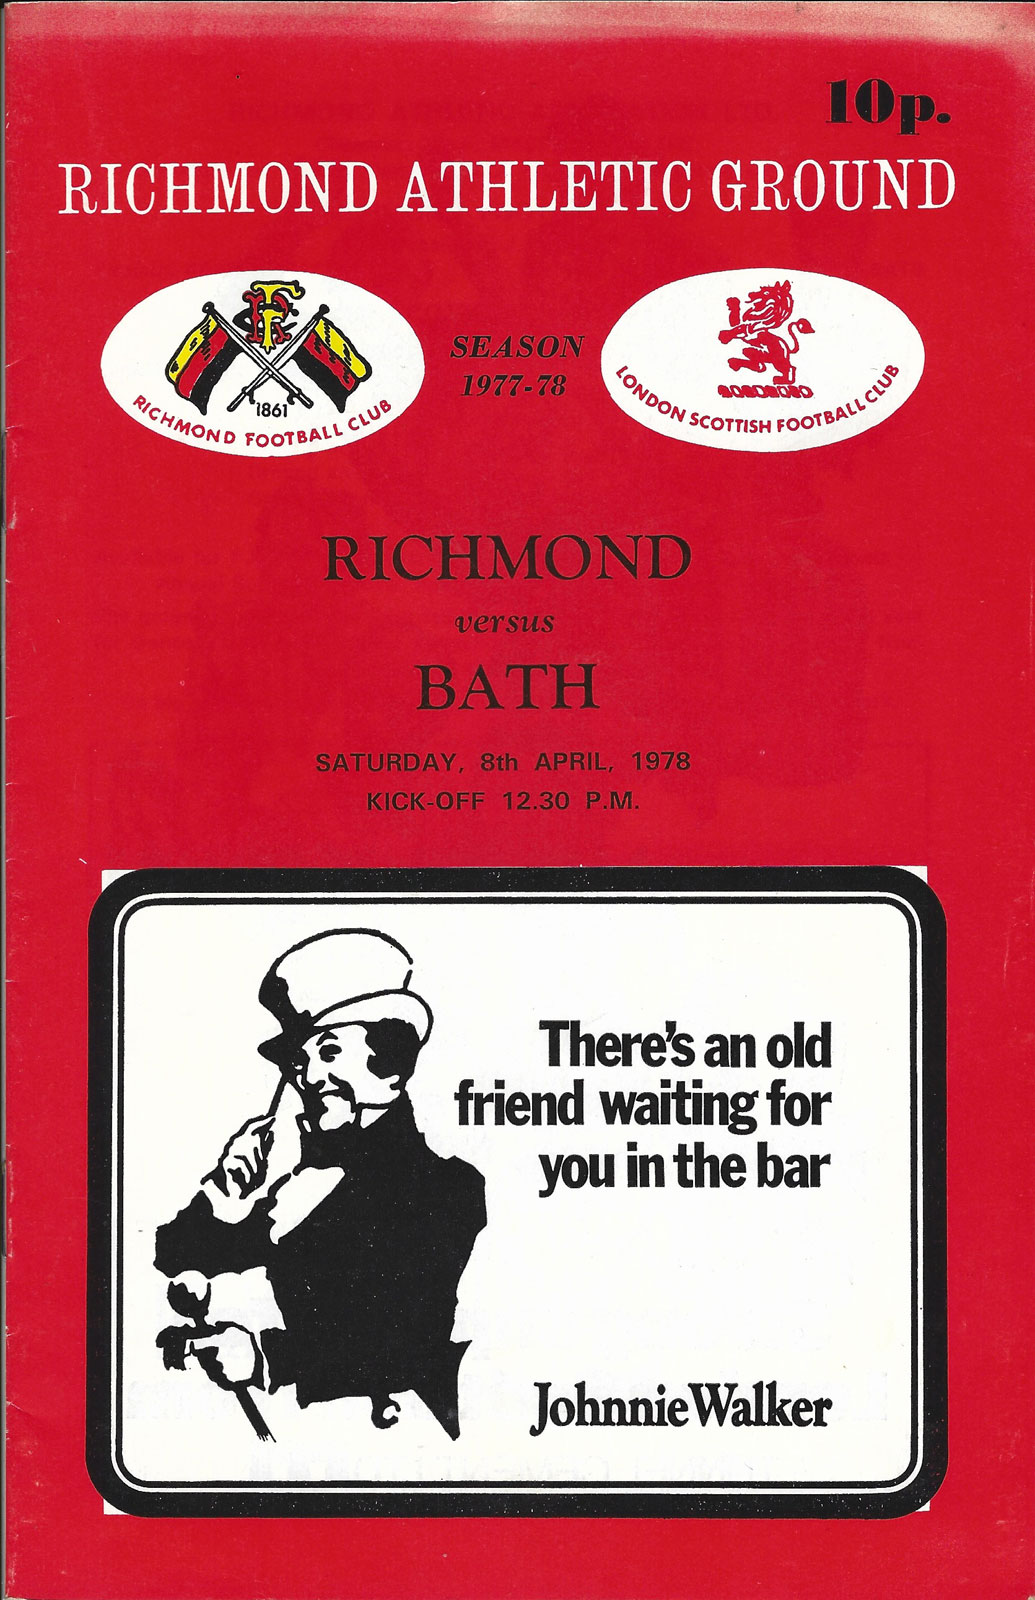 10p.
RICHMOND ATHLETIC GROUND
RFC
1861
RICHMOND FOOTBALL CLUB
SEASON
1977-78
LONDON SCOTTISH FOOTBALL CLUB
RICHMOND
versus
BATH
SATURDAY, 8th APRIL, 1978
KICK-OFF 12.30 P.M.
There's an old
friend waiting for
you in the bar
Johnnie Walker